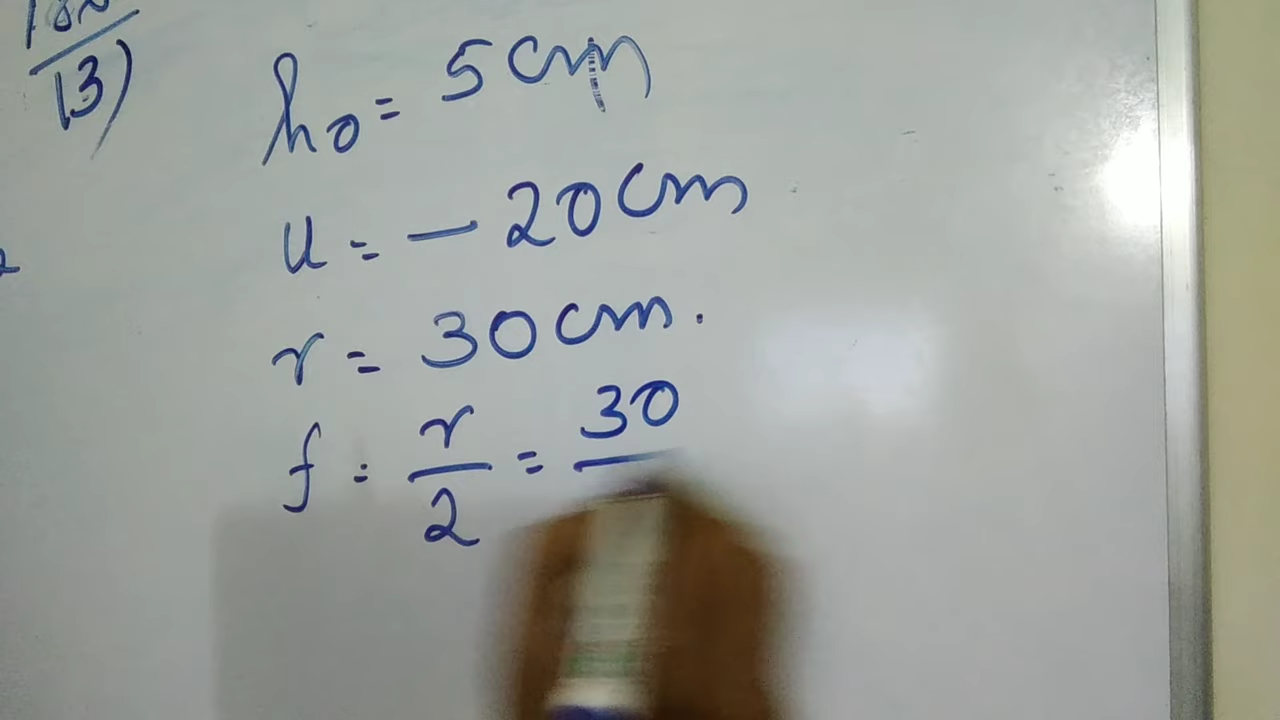 13)
h₀ = 5 cm
u = - 20 cm
r = 30 cm.
f = r/2 = 30/